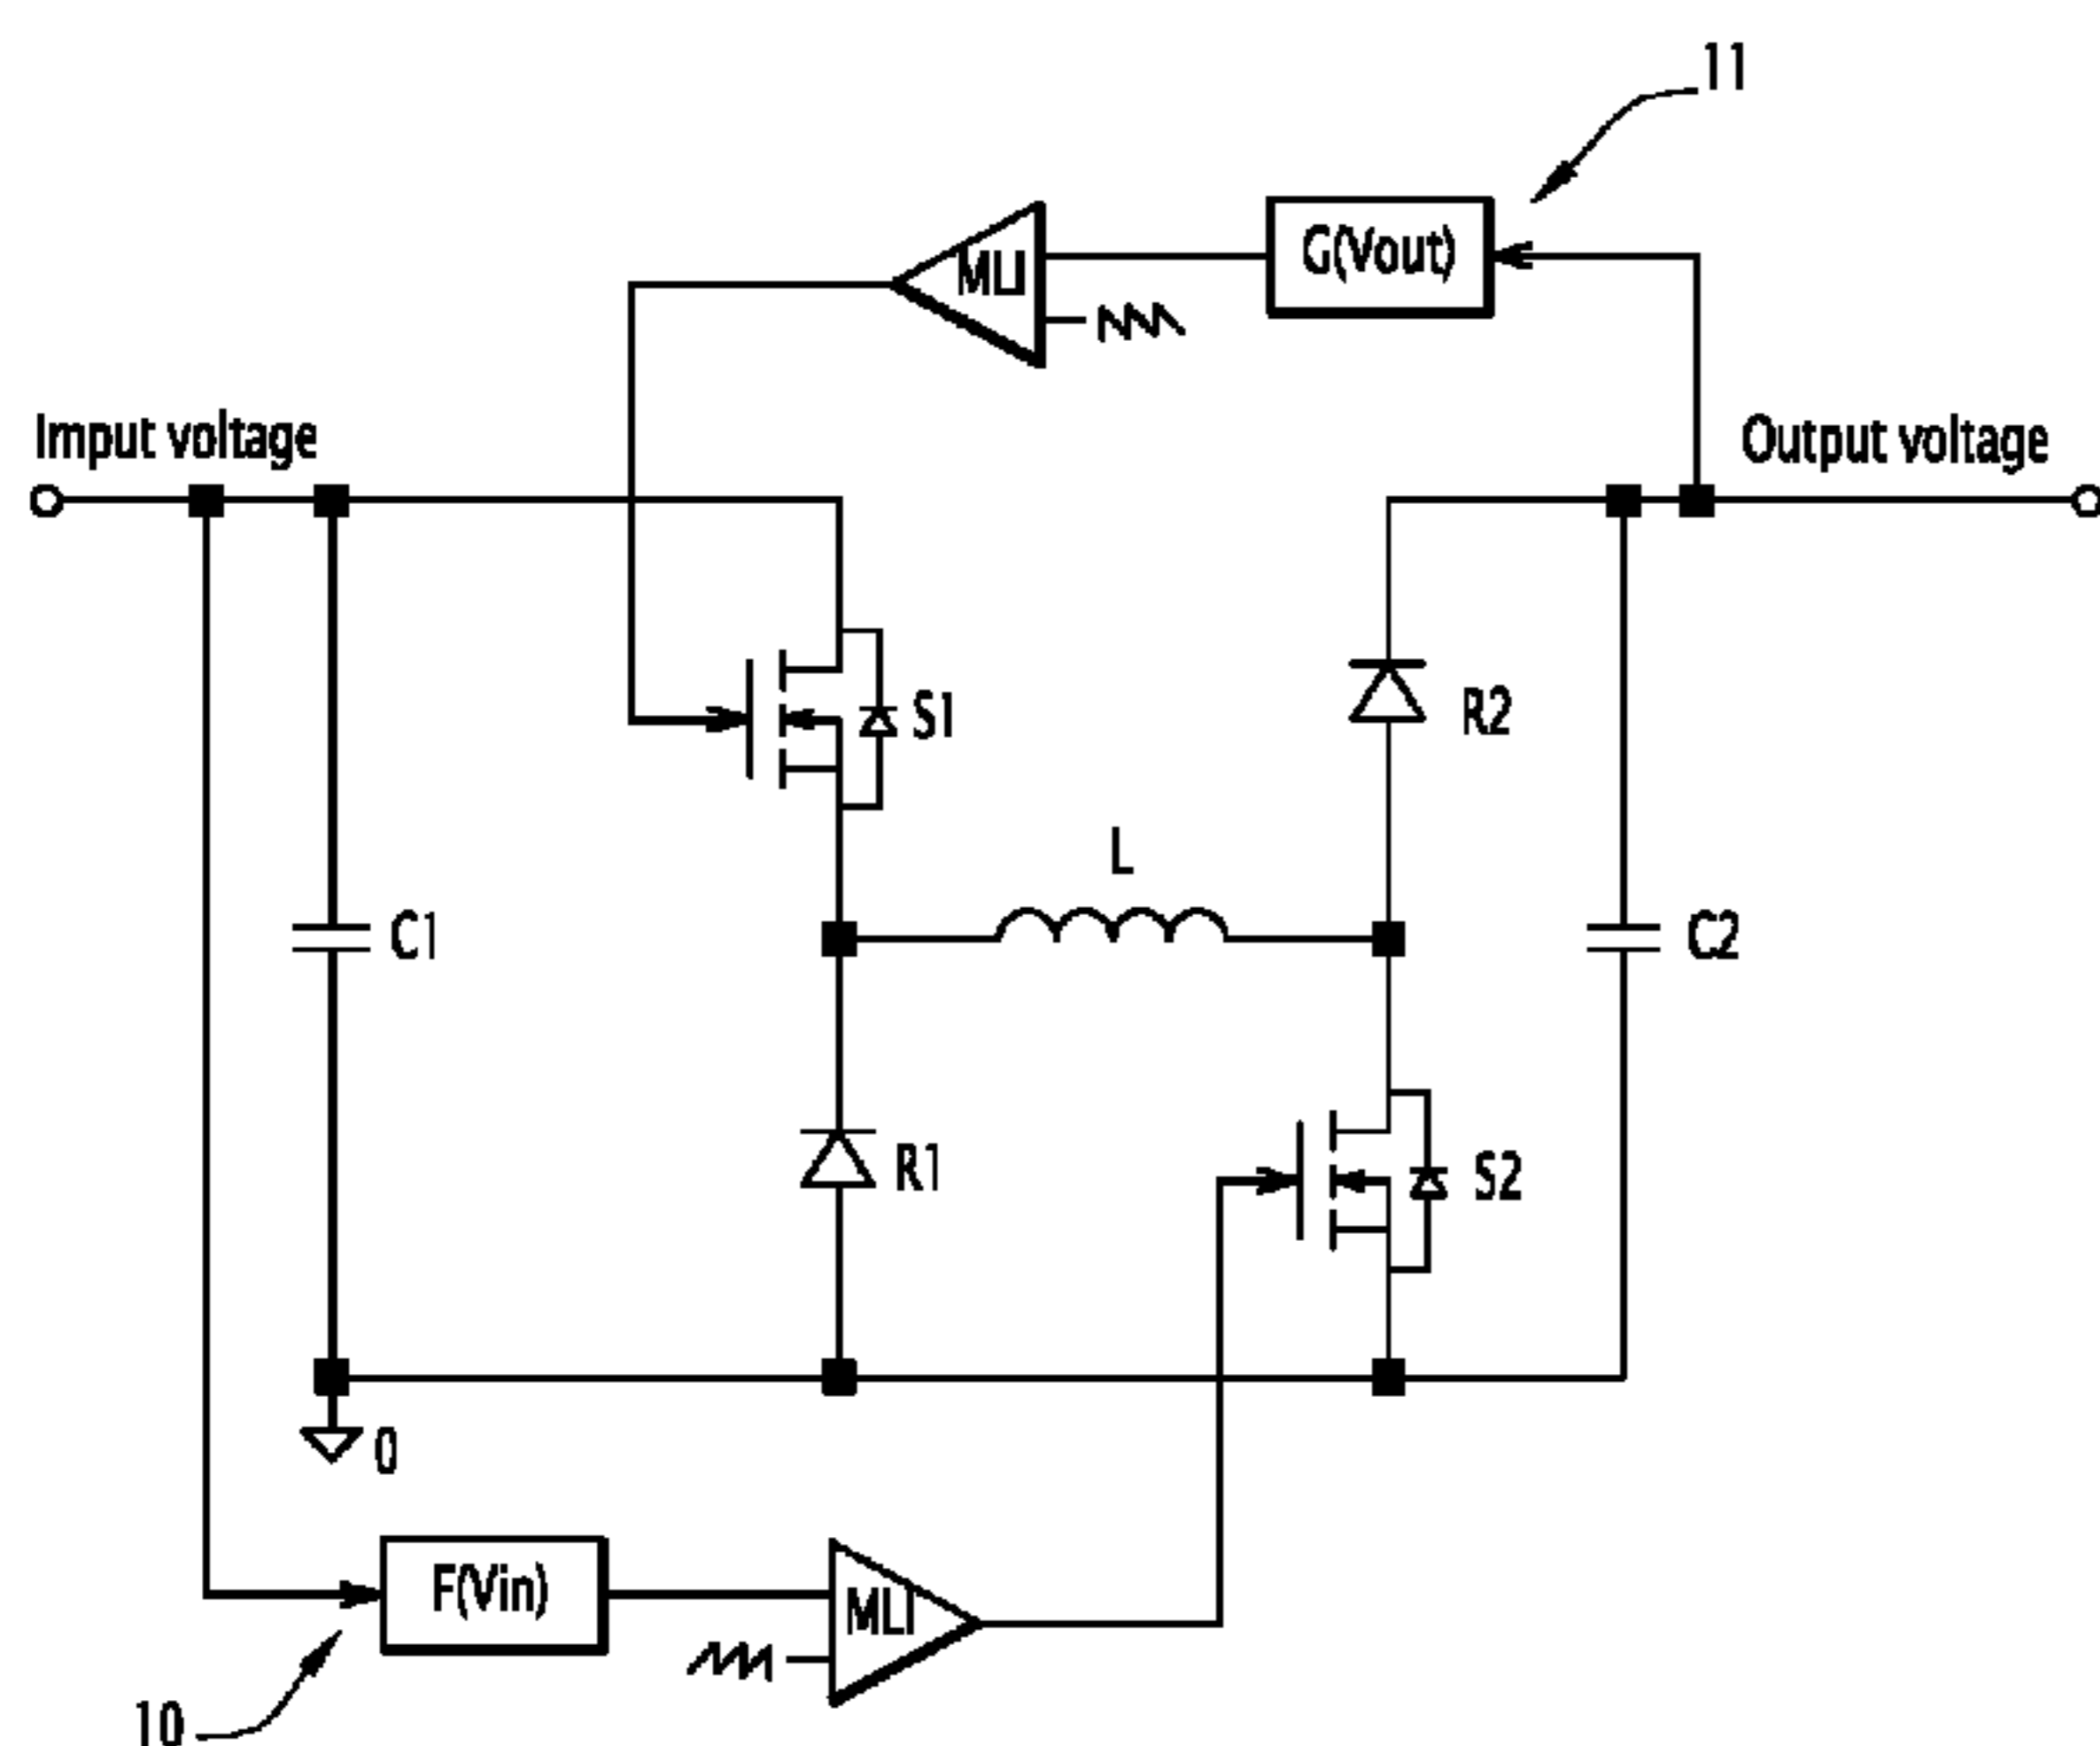 11
G(Vout)
MLI
Imput voltage
Output voltage
S1
R2
L
C1
C2
R1
S2
0
F(Vin)
MLI
10